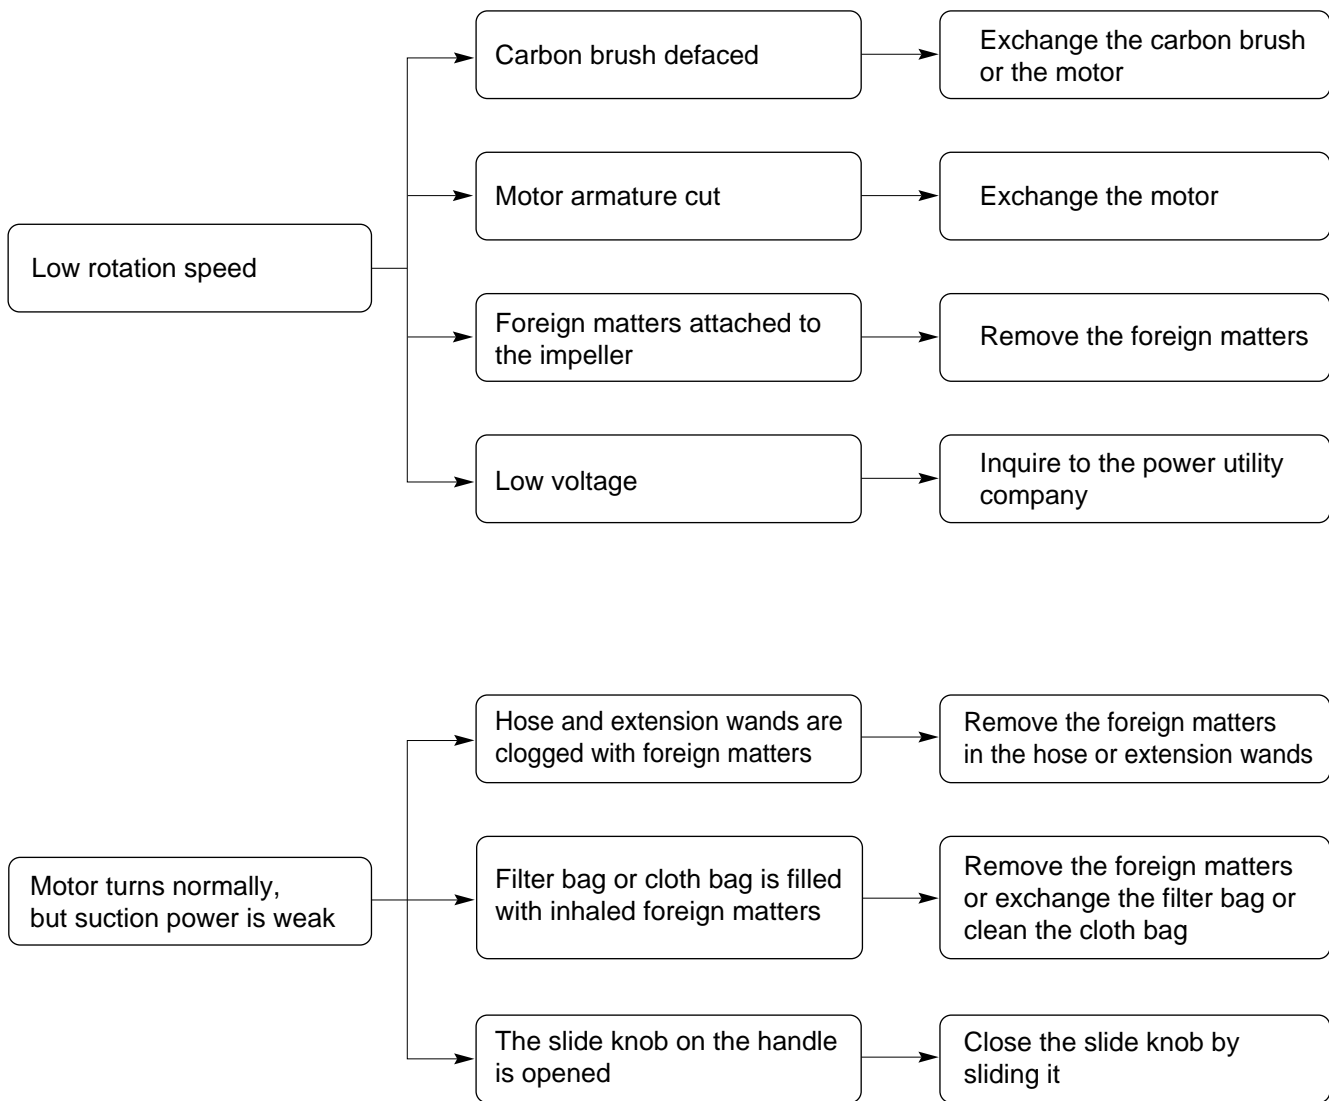 Carbon brush defaced
Exchange the carbon brush
or the motor
Motor armature cut
Exchange the motor
Low rotation speed
Foreign matters attached to
the impeller
Remove the foreign matters
Low voltage
Inquire to the power utility
company
Hose and extension wands are
clogged with foreign matters
Remove the foreign matters
in the hose or extension wands
Motor turns normally,
but suction power is weak
Filter bag or cloth bag is filled
with inhaled foreign matters
Remove the foreign matters
or exchange the filter bag or
clean the cloth bag
The slide knob on the handle
is opened
Close the slide knob by
sliding it